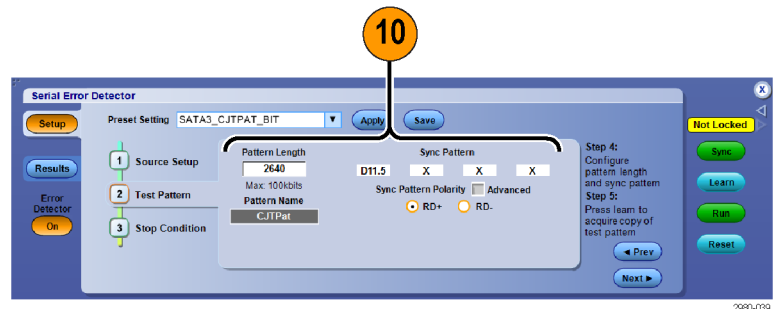 10
Serial Error Detector
x
Setup
Preset Setting SATA3_CJTPAT_BIT Apply Save
Not Locked
Results
Error
Detector
On
1 Source Setup
2 Test Pattern
3 Stop Condition
Pattern Length
2640
Max: 100kbits
Pattern Name
CJTPat
Sync Pattern
D11.5 X X X
Sync Pattern Polarity Advanced
RD+ RD-
Step 4:
Configure
pattern length
and sync pattern
Step 5:
Press learn to
acquire copy of
test pattern
◄ Prev
Next ►
Sync
Learn
Run
Reset
2980-039